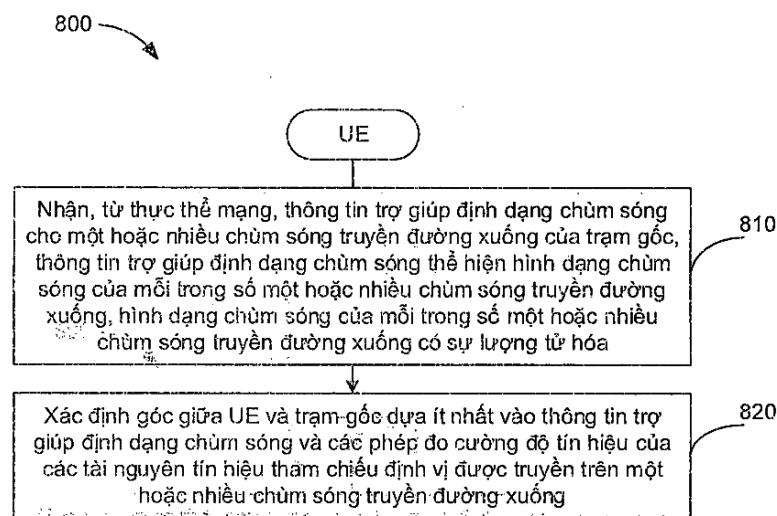 800
UE
Nhận, từ thực thể mạng, thông tin trợ giúp định dạng chùm sóng
cho một hoặc nhiều chùm sóng truyền đường xuống của trạm gốc,
thông tin trợ giúp định dạng chùm sóng thể hiện hình dạng chùm
sóng của mỗi trong số một hoặc nhiều chùm sóng truyền đường
xuống, hình dạng chùm sóng của mỗi trong số một hoặc nhiều
chùm sóng truyền đường xuống có sự lượng tử hóa
810
Xác định góc giữa UE và trạm gốc dựa ít nhất vào thông tin trợ
giúp định dạng chùm sóng và các phép đo cường độ tín hiệu của
các tài nguyên tín hiệu tham chiếu định vị được truyền trên một
hoặc nhiều chùm sóng truyền đường xuống
820